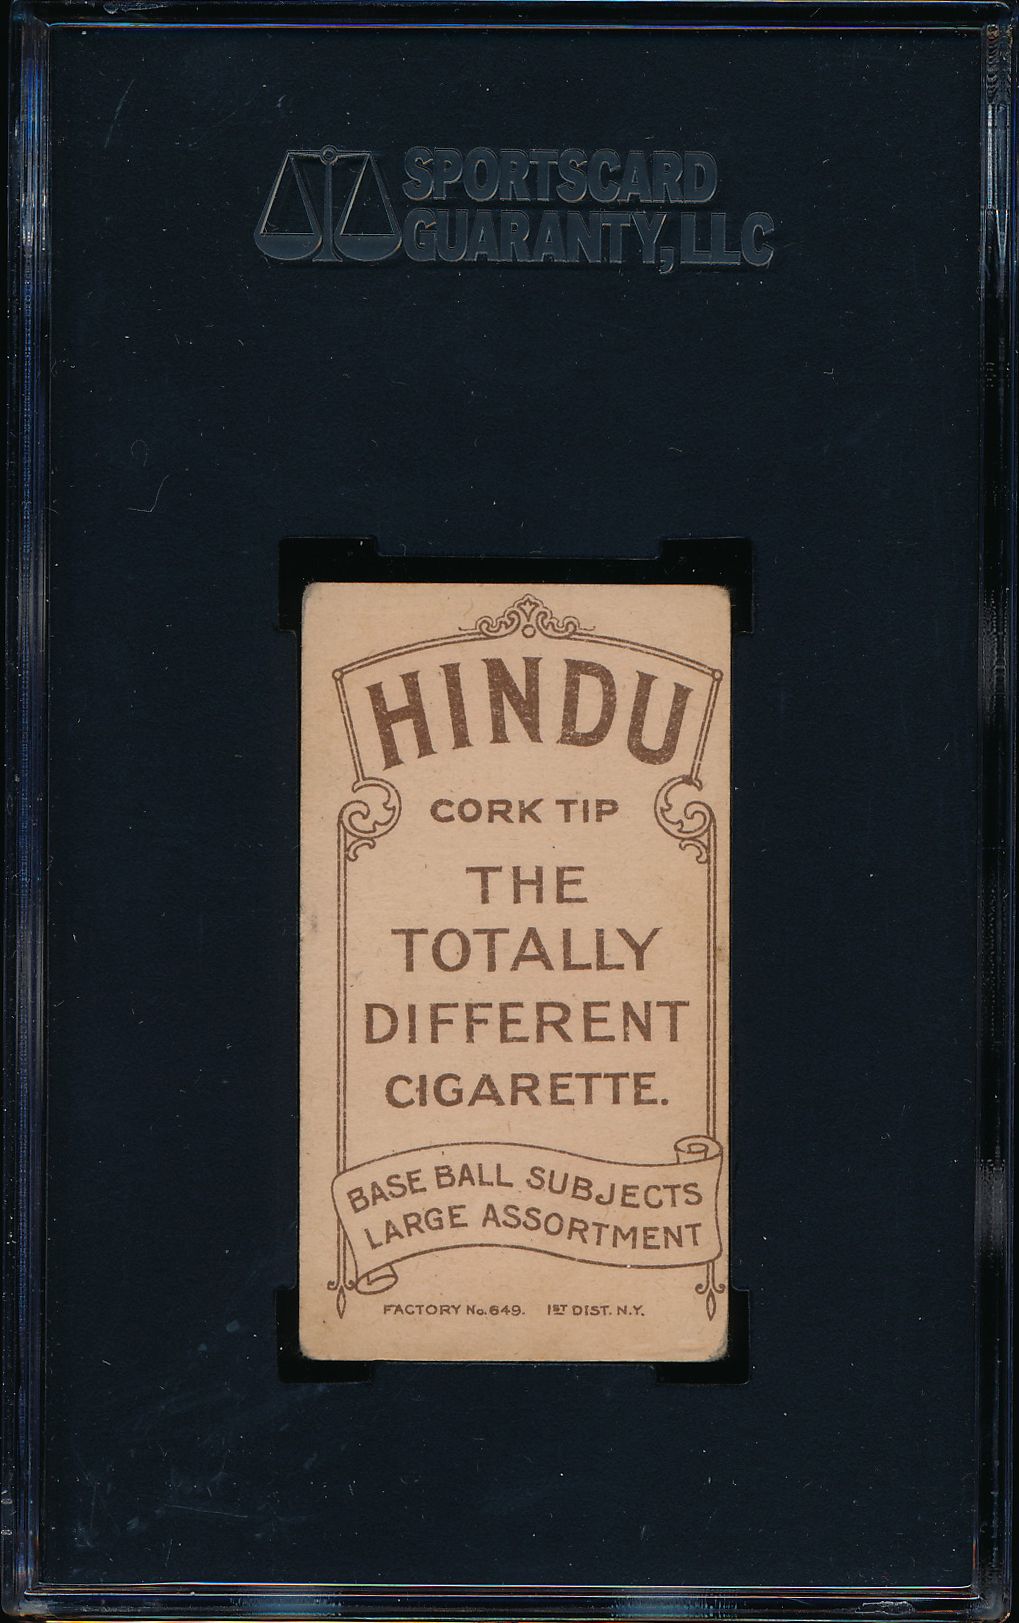 SPORTSCARD
GUARANTY, LLC
HINDU
CORK TIP
THE
TOTALLY
DIFFERENT
CIGARETTE.
BASE BALL SUBJECTS
LARGE ASSORTMENT
FACTORY No. 649. 1ST DIST. N.Y.